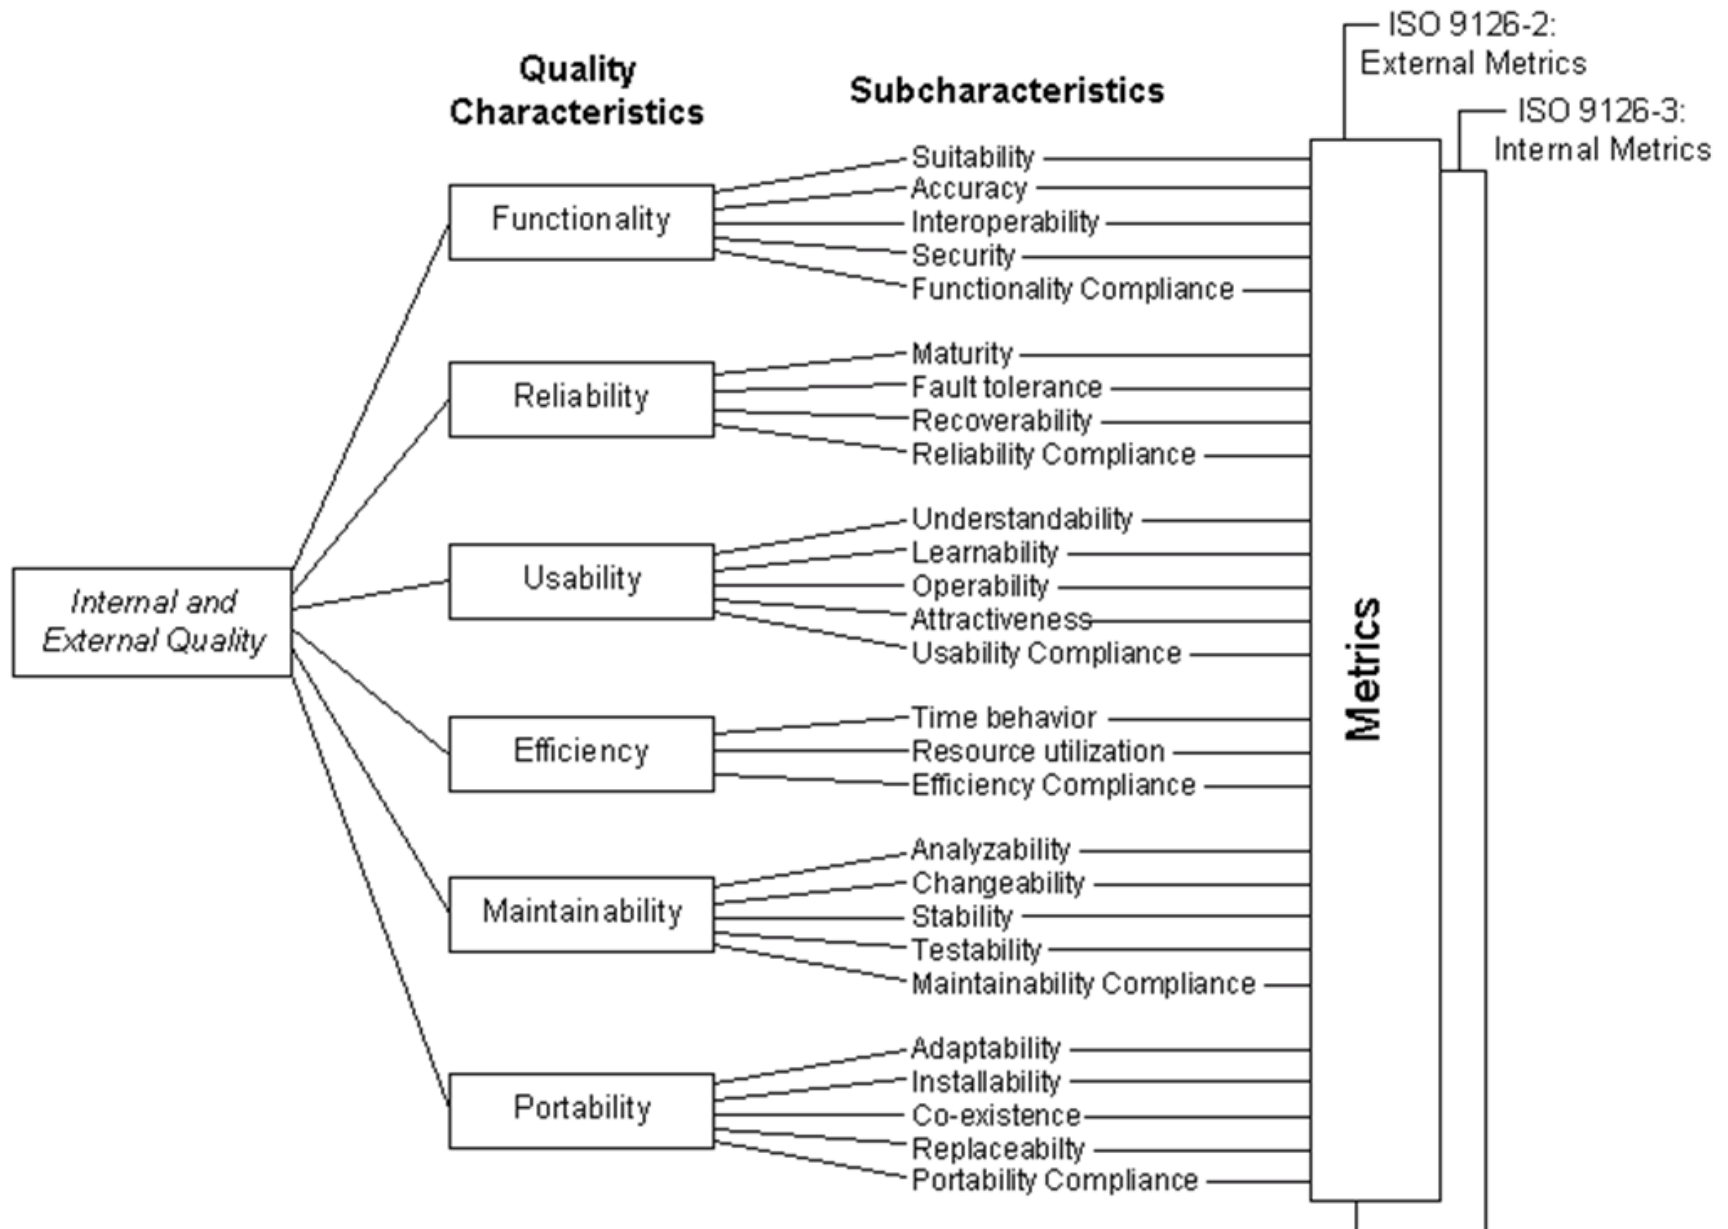 ISO 9126-2:
External Metrics
ISO 9126-3:
Internal Metrics
Quality
Characteristics
Subcharacteristics
Internal and
External Quality
Functionality
Suitability
Accuracy
Interoperability
Security
Functionality Compliance
Reliability
Maturity
Fault tolerance
Recoverability
Reliability Compliance
Usability
Understandability
Learnability
Operability
Attractiveness
Usability Compliance
Efficiency
Time behavior
Resource utilization
Efficiency Compliance
Maintainability
Analyzability
Changeability
Stability
Testability
Maintainability Compliance
Portability
Adaptability
Installability
Co-existence
Replaceabilty
Portability Compliance
Metrics